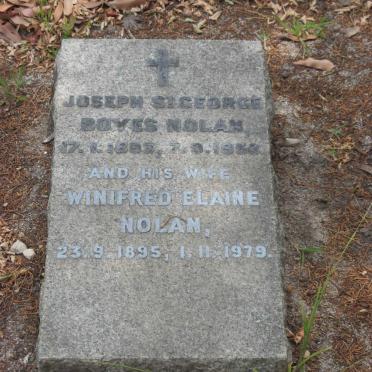 JOSEPH ST.GEORGE
BOYES NOLAN,
AND HIS WIFE
WINIFRED ELAINE
NOLAN,
23.9.1895, 1.11.1979.